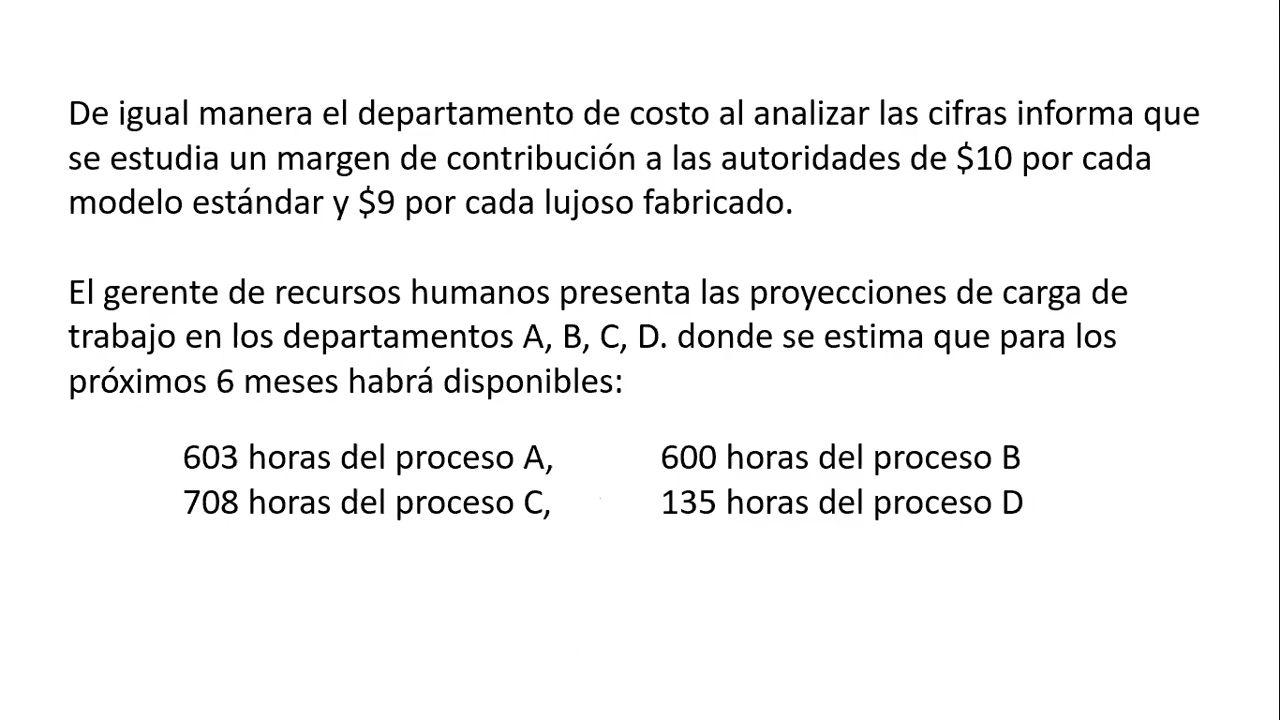 De igual manera el departamento de costo al analizar las cifras informa que
se estudia un margen de contribución a las autoridades de $10 por cada
modelo estándar y $9 por cada lujoso fabricado.
El gerente de recursos humanos presenta las proyecciones de carga de
trabajo en los departamentos A, B, C, D. donde se estima que para los
próximos 6 meses habrá disponibles:
603 horas del proceso A, 600 horas del proceso B
708 horas del proceso C, 135 horas del proceso D